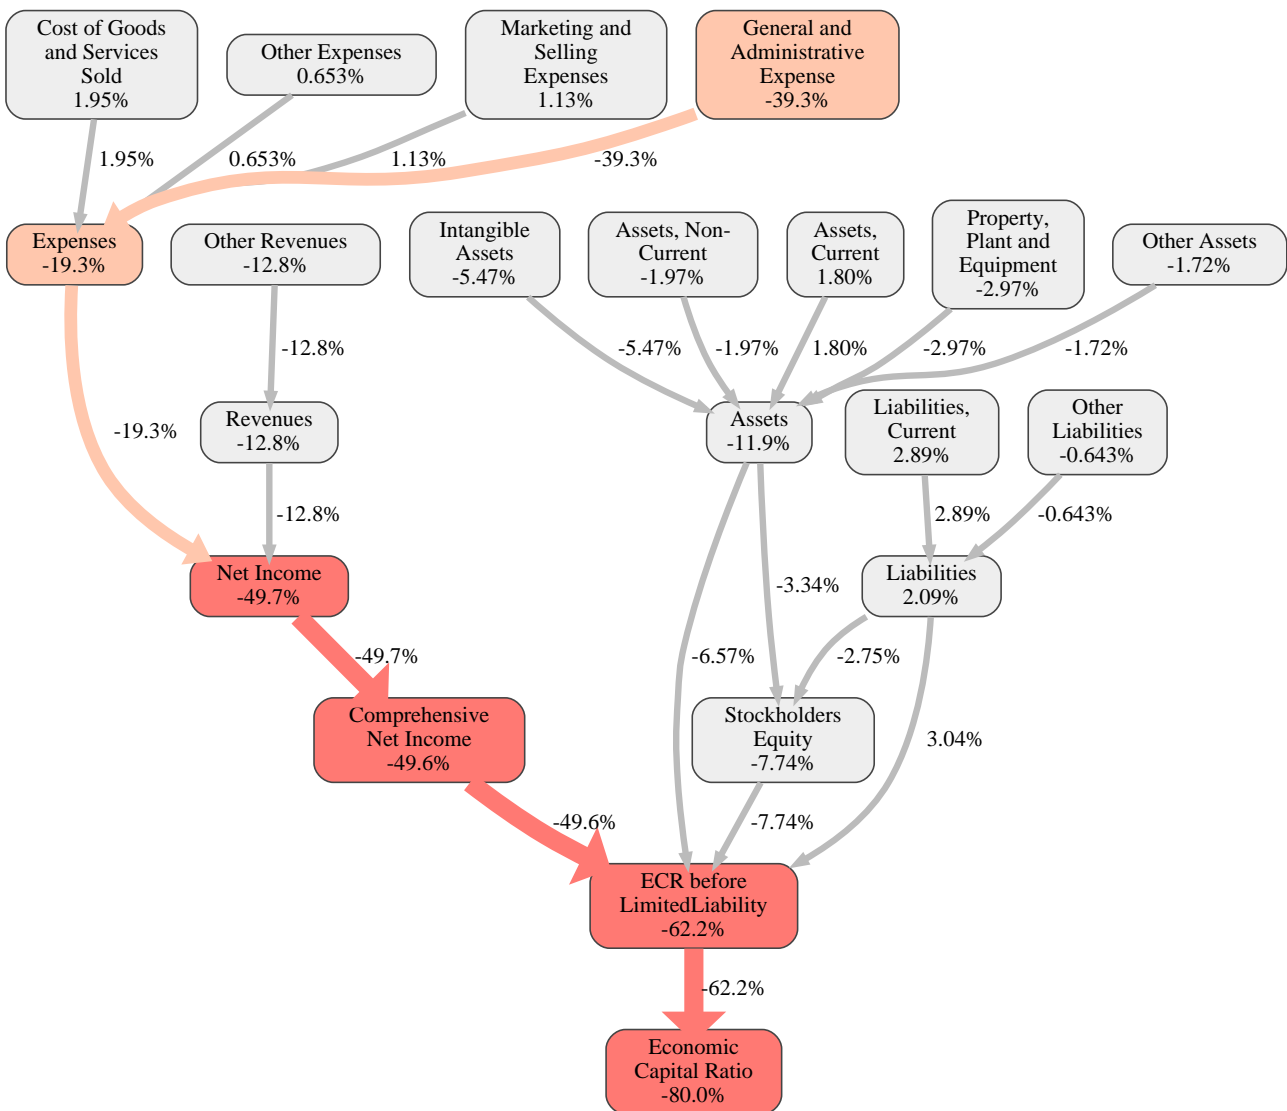 Cost of Goods
and Services
Sold
1.95%
Other Expenses
0.653%
Marketing and
Selling
Expenses
1.13%
General and
Administrative
Expense
-39.3%
1.95%
0.653%
1.13%
-39.3%
Expenses
-19.3%
Other Revenues
-12.8%
Intangible
Assets
-5.47%
Assets, Non-
Current
-1.97%
Assets,
Current
1.80%
Property,
Plant and
Equipment
-2.97%
Other Assets
-1.72%
-12.8%
-5.47%
-1.97%
1.80%
-2.97%
-1.72%
-19.3%
Revenues
-12.8%
Assets
-11.9%
Liabilities,
Current
2.89%
Other
Liabilities
-0.643%
-12.8%
2.89%
-0.643%
Net Income
-49.7%
-3.34%
Liabilities
2.09%
-49.7%
-6.57%
-2.75%
Comprehensive
Net Income
-49.6%
Stockholders
Equity
-7.74%
3.04%
-49.6%
-7.74%
ECR before
LimitedLiability
-62.2%
-62.2%
Economic
Capital Ratio
-80.0%